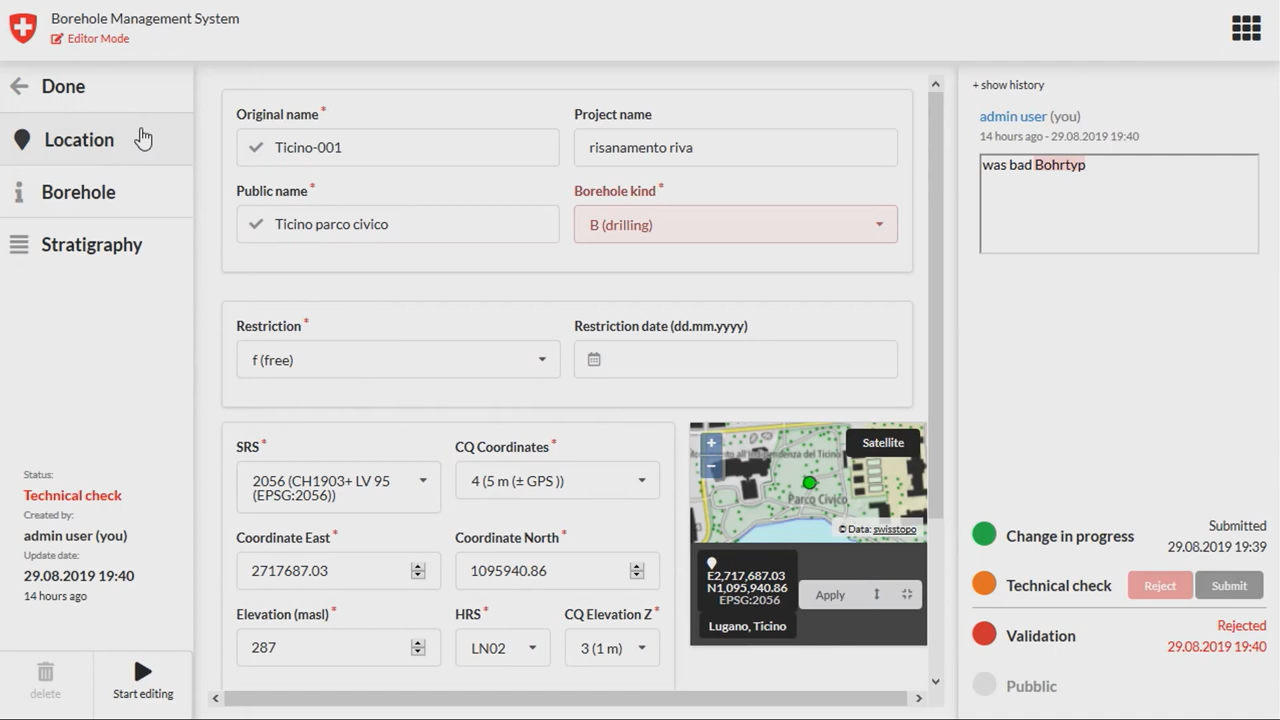 Borehole Management System
Editor Mode
Done
Location
Borehole
Stratigraphy
Status:
Technical check
Created by:
admin user (you)
Update date:
29.08.2019 19:40
14 hours ago
delete
Start editing
Original name *
Project name
Ticino-001
risanamento riva
Public name *
Borehole kind *
Ticino parco civico
B (drilling)
Restriction *
Restriction date (dd.mm.yyyy)
f (free)
SRS *
CQ Coordinates *
2056 (CH1903+ LV 95
(EPSG:2056))
4 (5 m (± GPS ))
Coordinate East *
Coordinate North *
2717687.03
1095940.86
Elevation (masl) *
HRS *
CQ Elevation Z *
287
LN02
3 (1 m)
+
−
Satellite
all'Indipendenza del Ticino
Parco Civico
© Data: swisstopo
E2,717,687.03
N1,095,940.86
EPSG:2056
Apply
Lugano, Ticino
+ show history
admin user (you)
14 hours ago - 29.08.2019 19:40
was bad Bohrtyp
Change in progress
Submitted
29.08.2019 19:39
Technical check
Reject
Submit
Validation
Rejected
29.08.2019 19:40
Pubblic